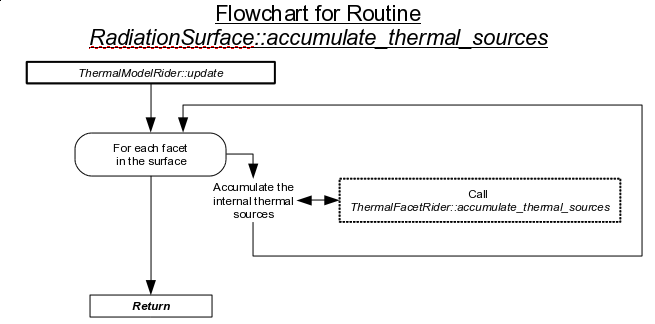 Flowchart for Routine
RadiationSurface::accumulate_thermal_sources
ThermalModelRider::update
For each facet
in the surface
Accumulate the
internal thermal
sources
Call
ThermalFacetRider::accumulate_thermal_sources
Return